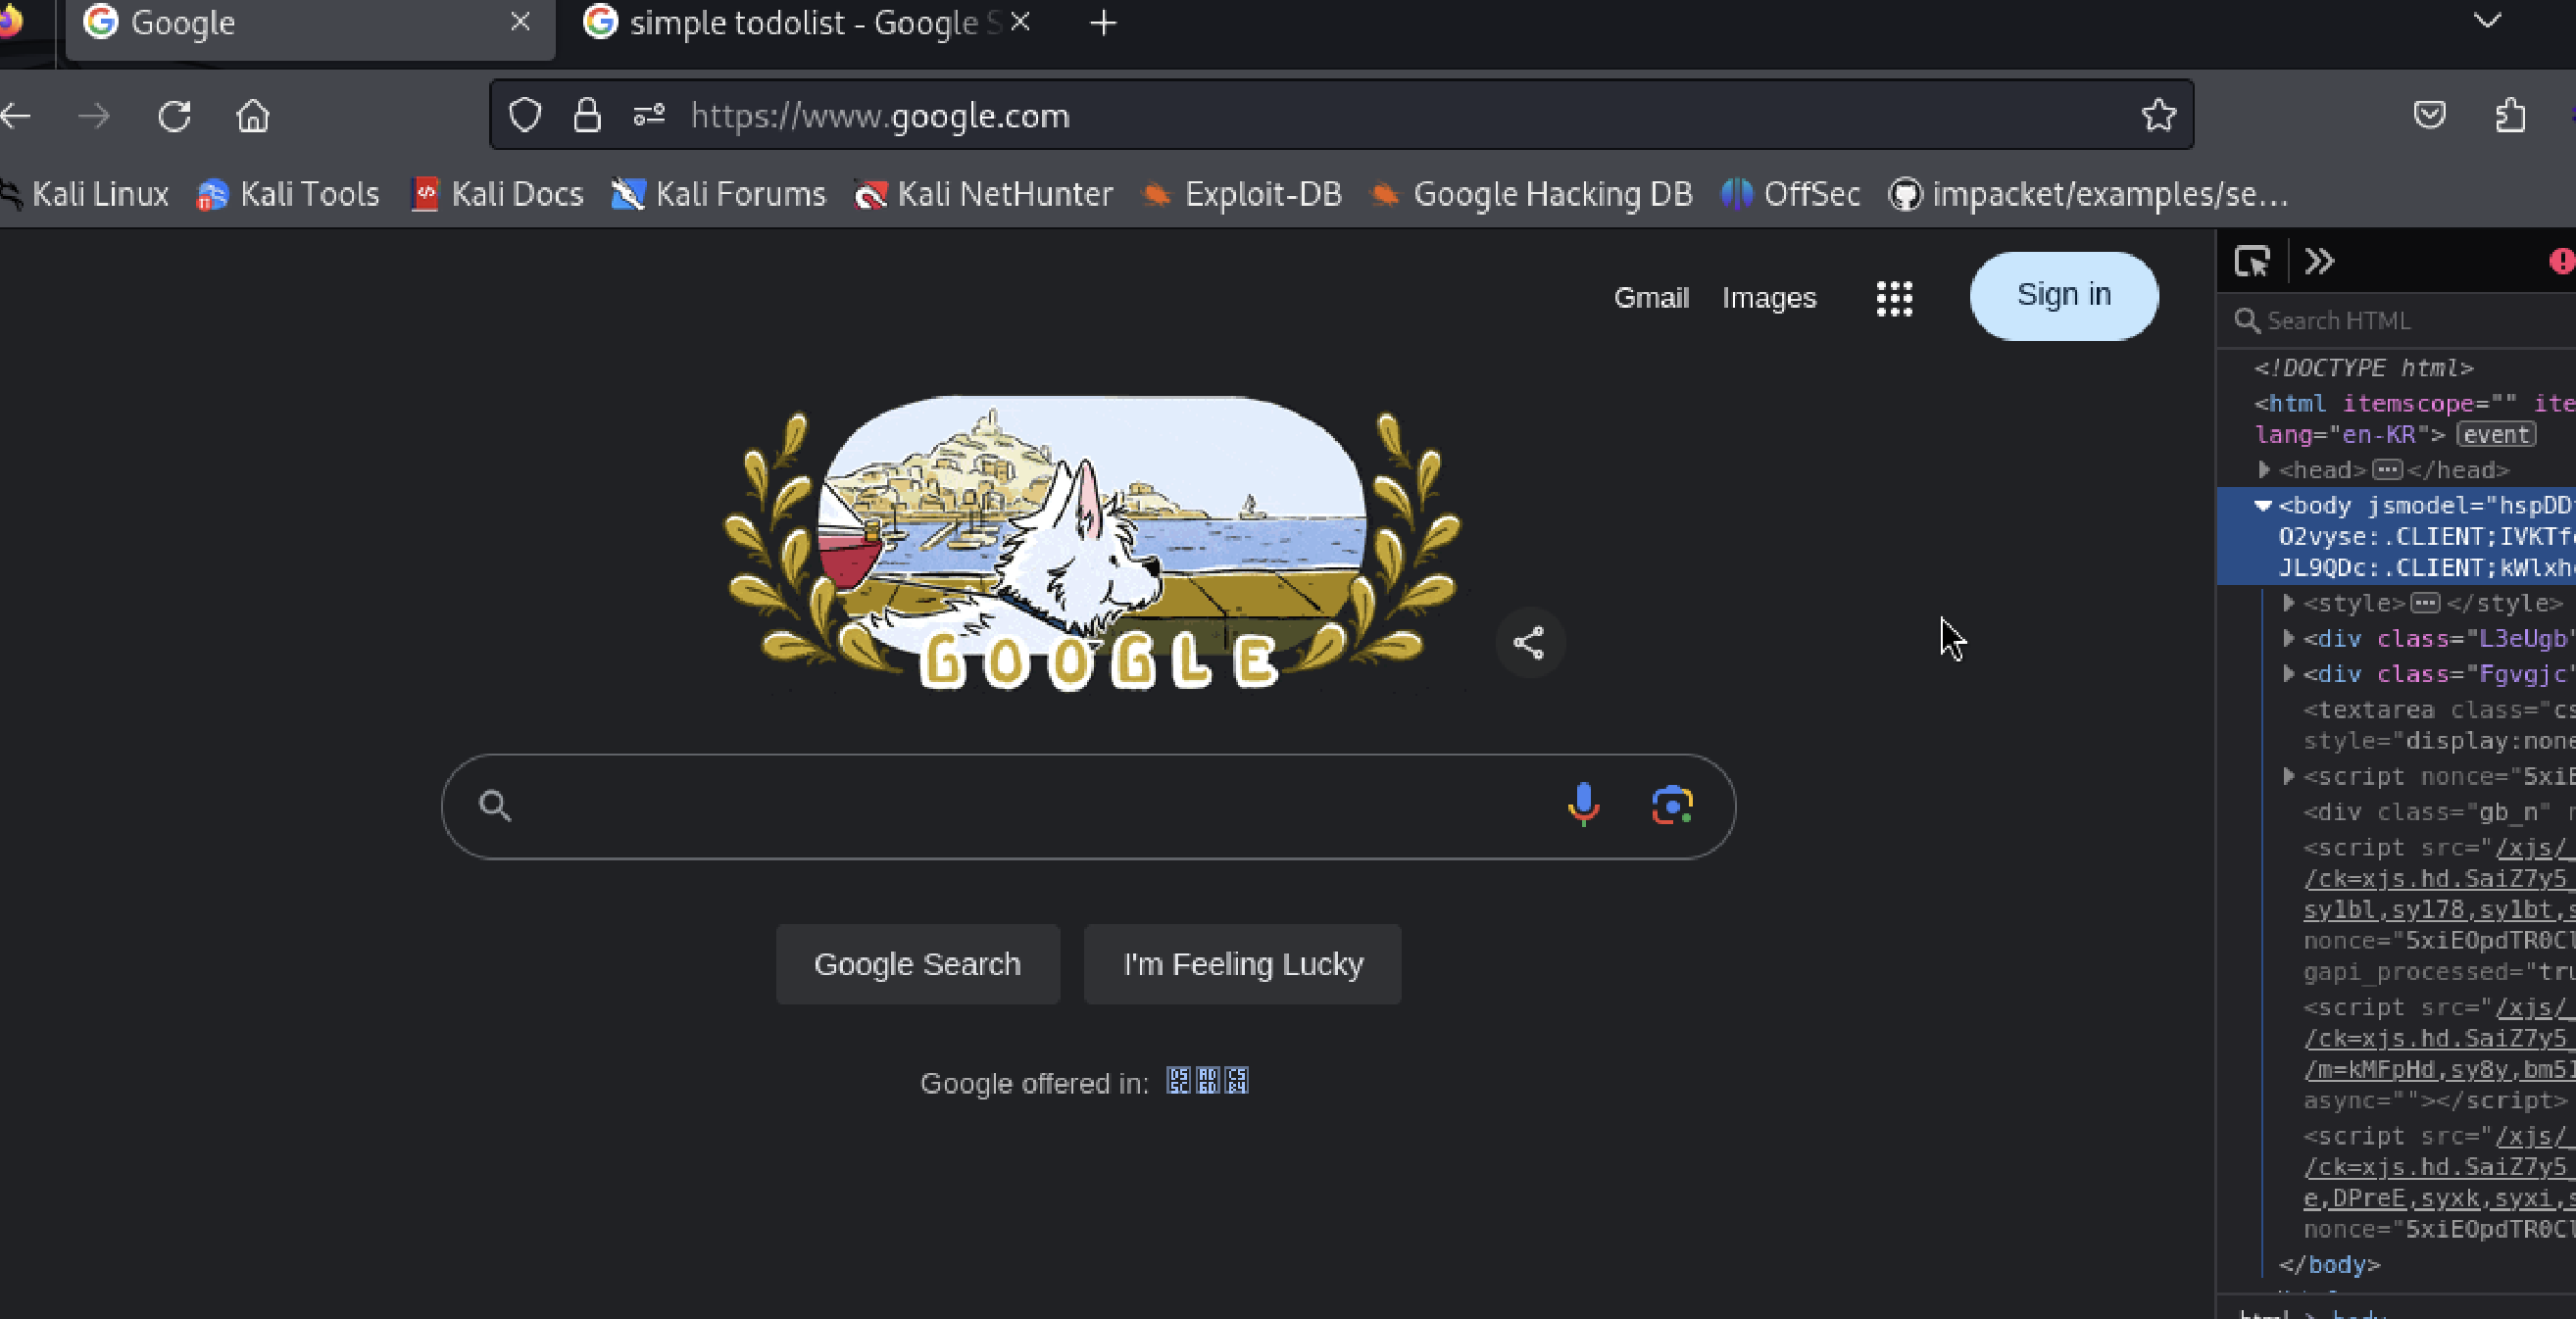 Google
simple todolist - Google S
https://www.google.com
Kali Linux Kali Tools Kali Docs Kali Forums Kali NetHunter Exploit-DB Google Hacking DB OffSec impacket/examples/se...
Gmail Images Sign in
GOOGLE
Google Search I'm Feeling Lucky
Google offered in:
Search HTML
<!DOCTYPE html>
<html itemscope="" ite
lang="en-KR"> event
<head> ... </head>
<body jsmodel="hspDD
O2vyse:.CLIENT;IVKTf
JL9QDc:.CLIENT;kWlxh
<style> ... </style>
<div class="L3eUgb"
<div class="Fgvgjc"
<textarea class="cs
style="display:none
<script nonce="5xiE
<div class="gb_n"
<script src="/xjs/_
/ck=xjs.hd.SaiZ7y5_
sy1bl,sy178,sy1bt,s
nonce="5xiEOpdTR0Cl
gapi_processed="tru
<script src="/xjs/_
/ck=xjs.hd.SaiZ7y5_
/m=kMFpHd,sy8y,bm51
async=""></script>
<script src="/xjs/_
/ck=xjs.hd.SaiZ7y5_
e,DPreE,syxk,syxi,s
nonce="5xiEOpdTR0Cl
</body>
html > body